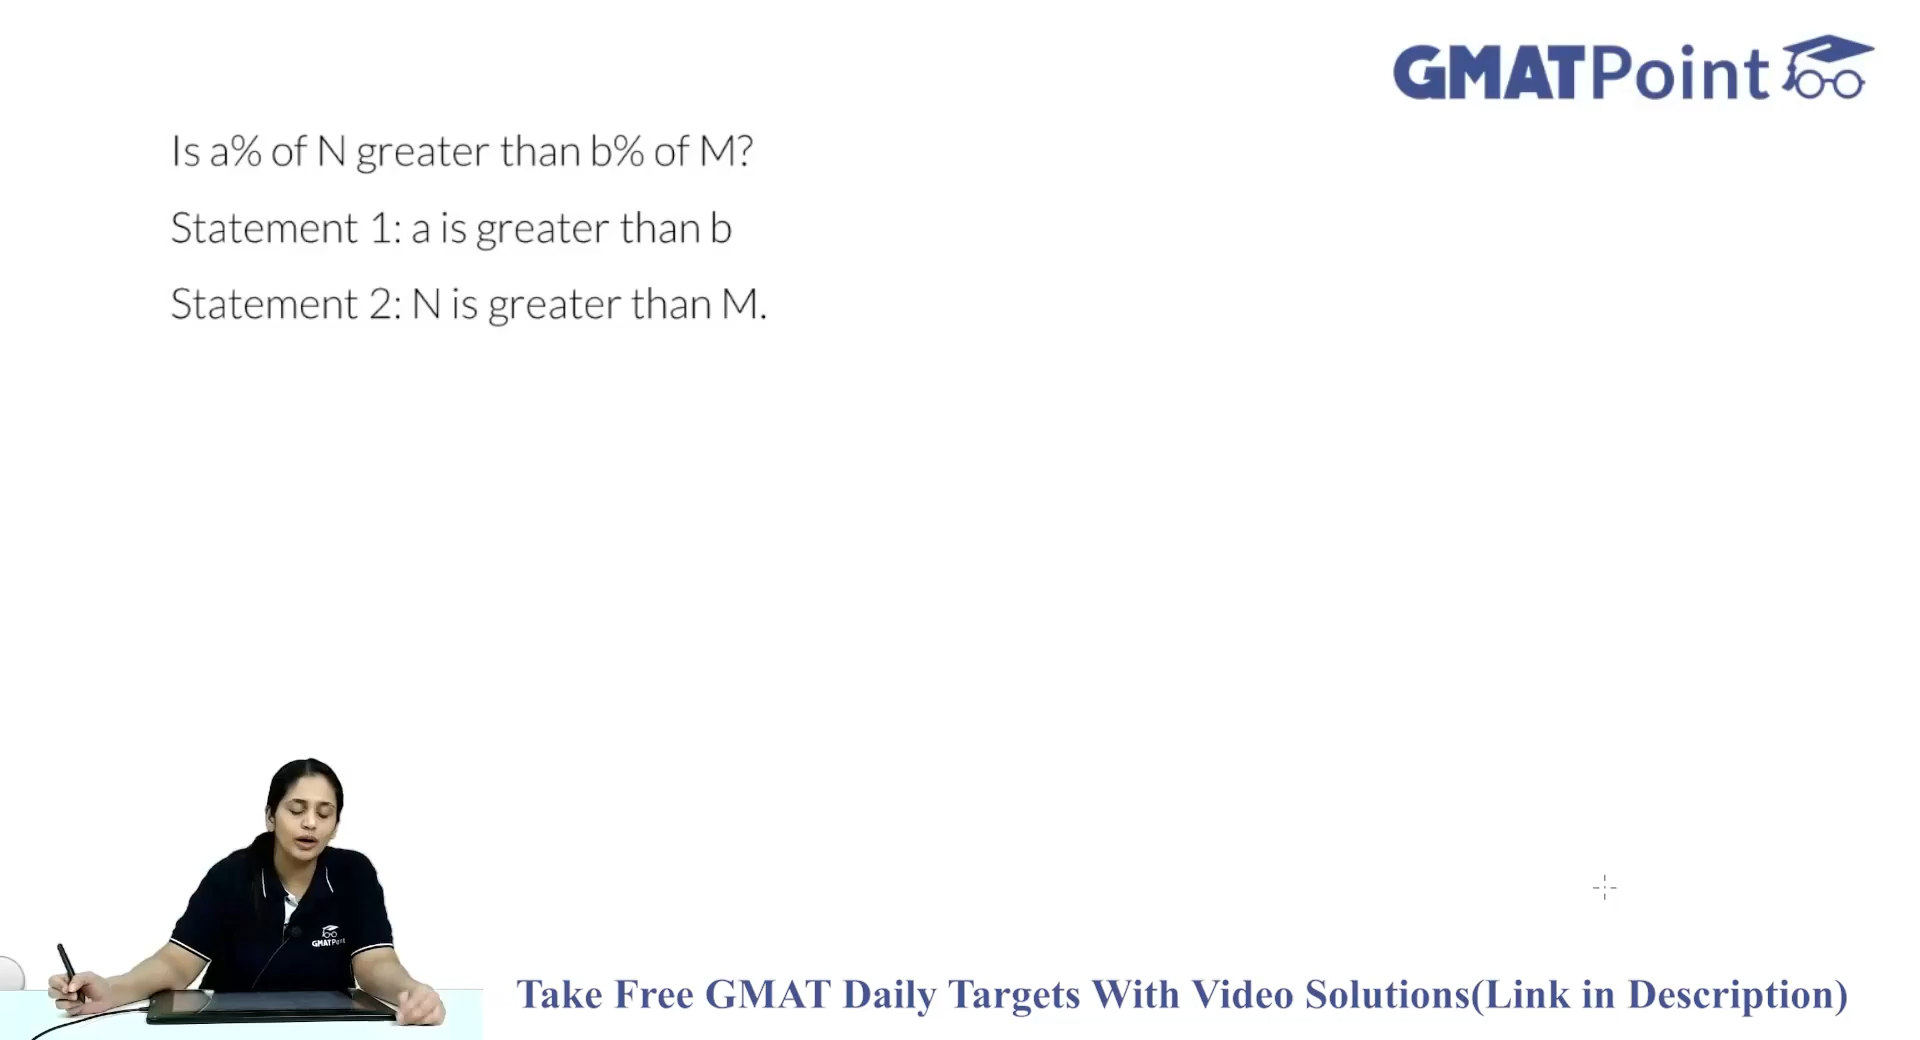 GMATPoint
Is a% of N greater than b% of M?
Statement 1: a is greater than b
Statement 2: N is greater than M.
GMATPoint
Take Free GMAT Daily Targets With Video Solutions(Link in Description)